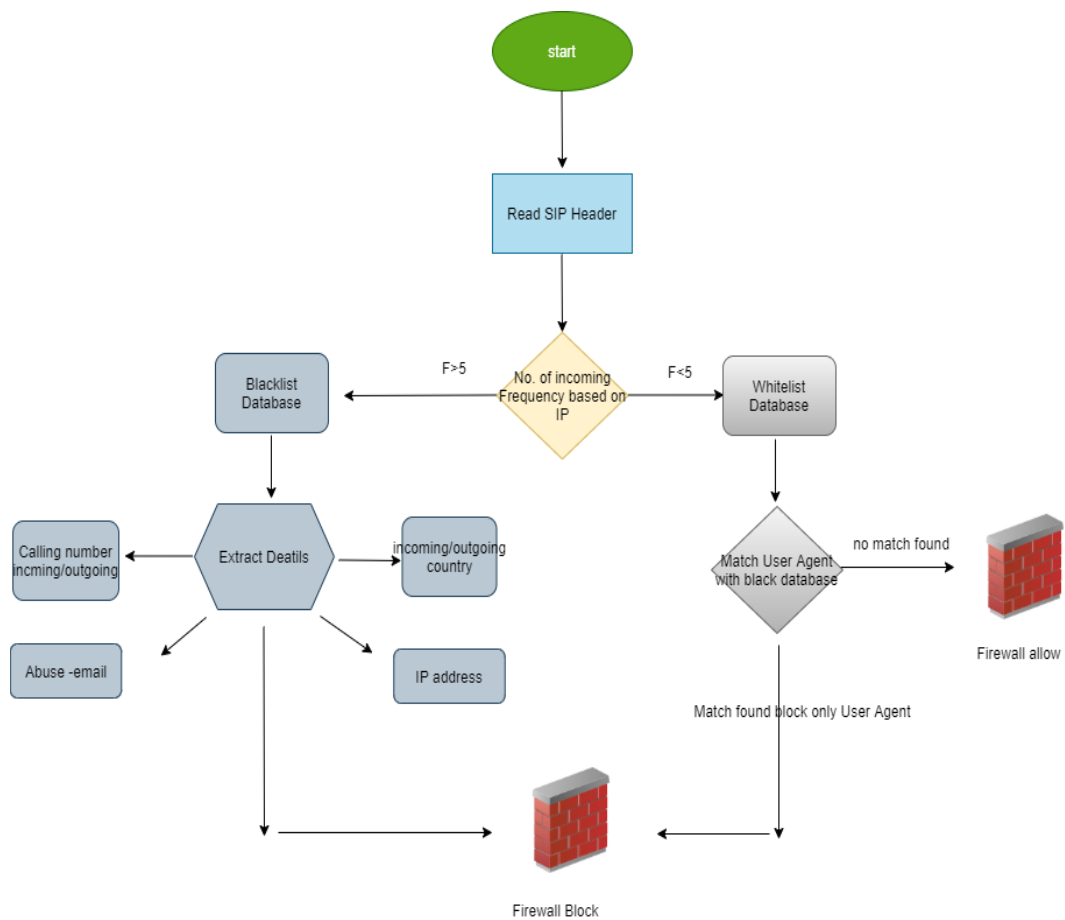 start
Read SIP Header
F>5
F<5
No. of incoming
Frequency based on
IP
Blacklist
Database
Whitelist
Database
Calling number
incming/outgoing
Extract Deatils
incoming/outgoing
country
Match User Agent
with black database
no match found
Firewall allow
Abuse -email
IP address
Match found block only User Agent
Firewall Block